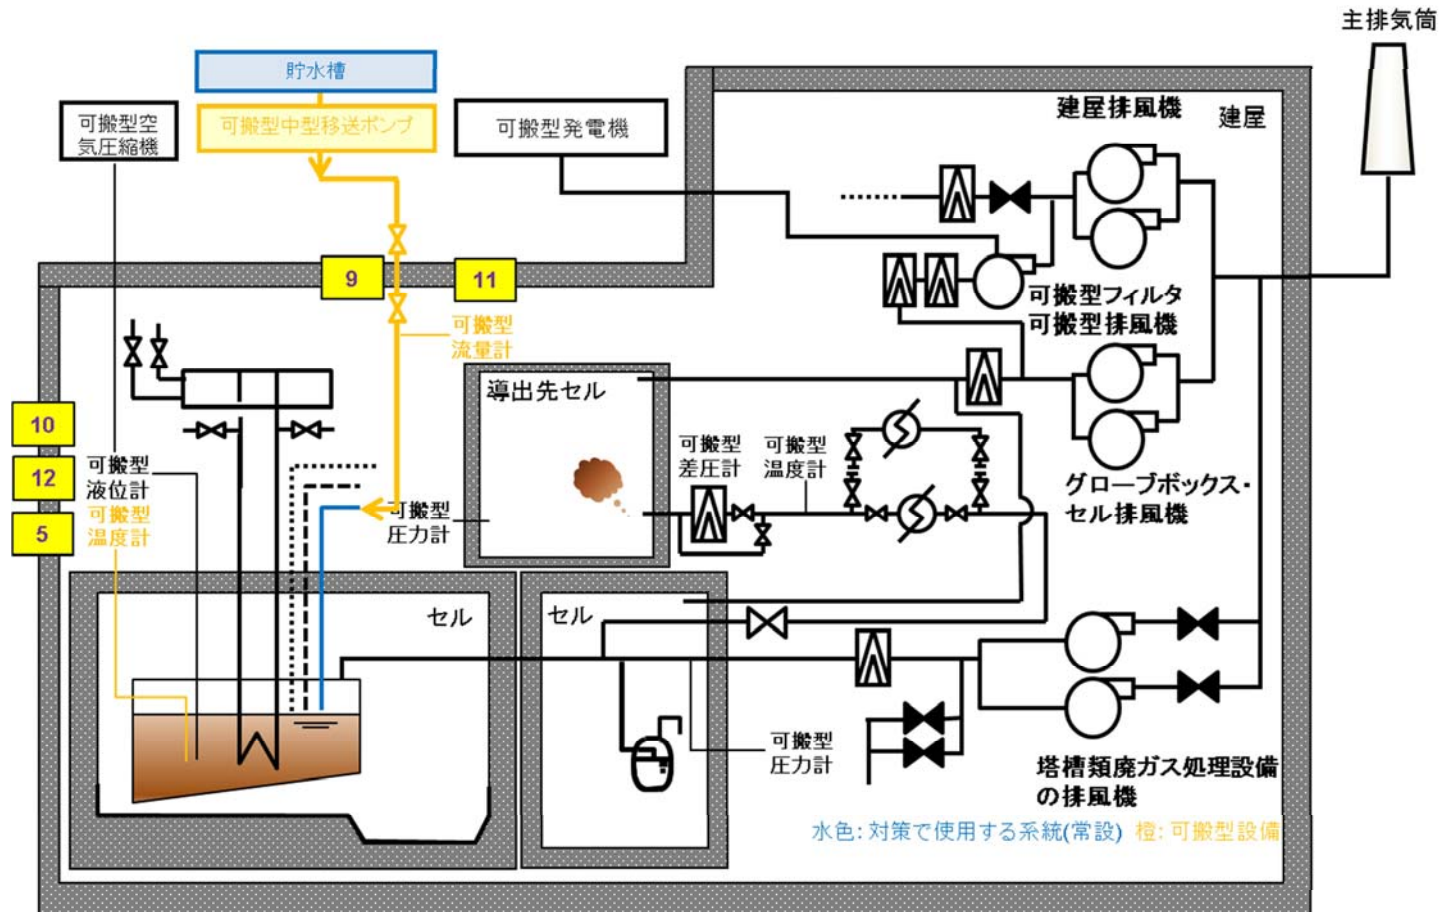 主排気筒
貯水槽
可搬型空
気圧縮機
可搬型中型移送ポンプ
可搬型発電機
建屋排風機
建屋
9
11
可搬型
流量計
可搬型フィルタ
可搬型排風機
導出先セル
10
12
5
可搬型
液位計
可搬型
温度計
可搬型
圧力計
可搬型
差圧計
可搬型
温度計
グローブボックス・
セル排風機
セル
セル
可搬型
圧力計
塔槽類廃ガス処理設備
の排風機
水色:対策で使用する系統(常設) 橙:可搬型設備